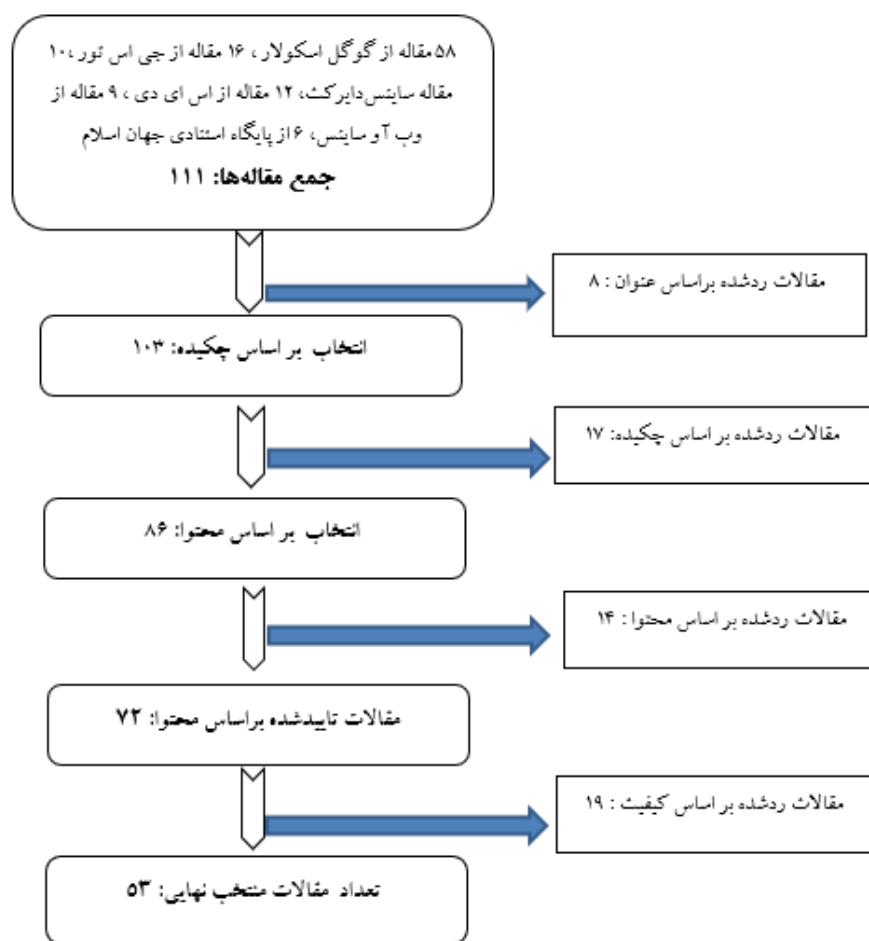 ۵۸ مقاله از گوگل اسکولار، ۱۶ مقاله از جی اس تور، ۱۰
مقاله ساینس‌دایرکت، ۱۲ مقاله از اس ای دی، ۹ مقاله از
وب آو ساینس، ۶ از پایگاه استنادی جهان اسلام
جمع مقاله‌ها: ۱۱۱
مقالات ردشده براساس عنوان : ۸
انتخاب بر اساس چکیده: ۱۰۳
مقالات ردشده بر اساس چکیده: ۱۷
انتخاب بر اساس محتوا: ۸۶
مقالات ردشده بر اساس محتوا : ۱۴
مقالات تاییدشده براساس محتوا: ۷۲
مقالات ردشده بر اساس کیفیت : ۱۹
تعداد مقالات منتخب نهایی: ۵۳